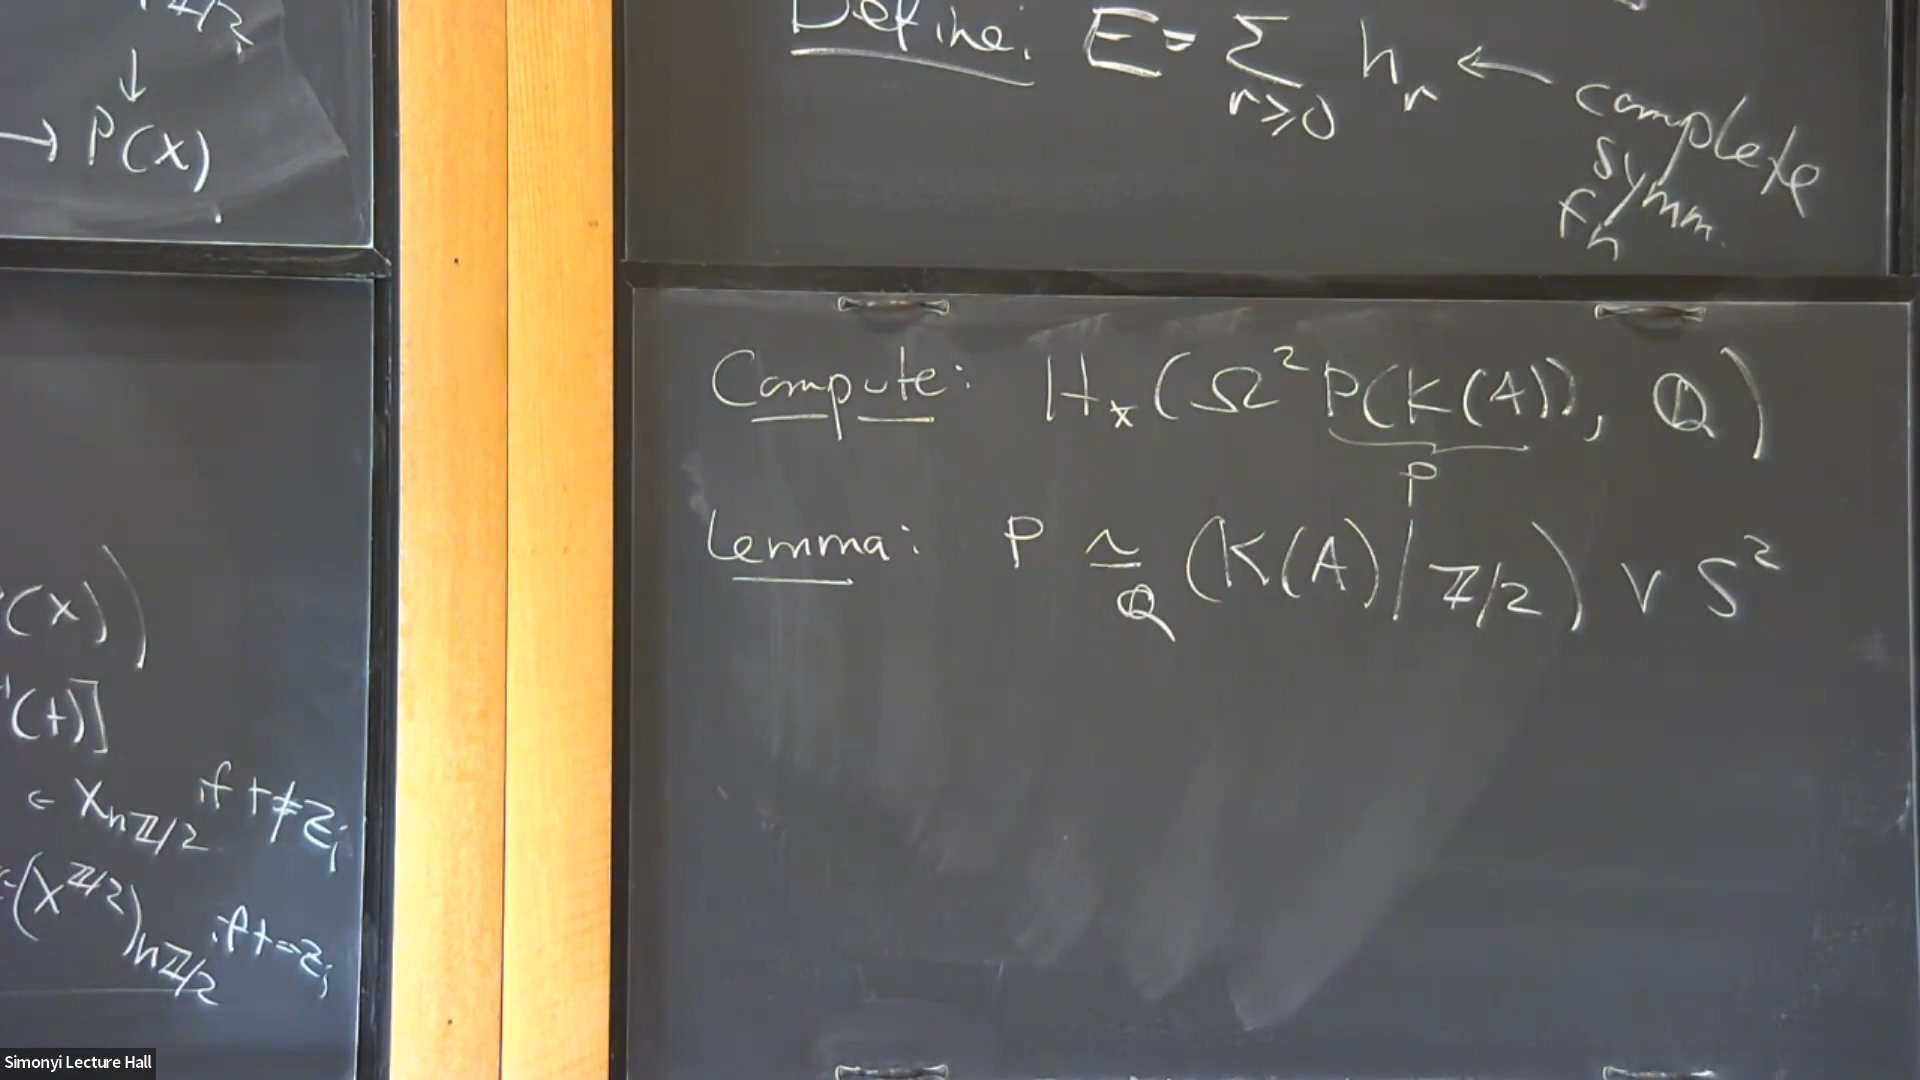 Z/2
↓
→ P(X)
(X))
'(t)]
∈ X_{hZ/2} if t≠z_i
(X^{Z/2})_{hZ/2} if t=z_i
Define: E = Σ_{r≥0} h_r ← complete
symm.
fn
Compute: H_*(Ω²P(K(A)), Q)
P
Lemma: P ≃_Q (K(A)/Z/2) ∨ S²
Simonyi Lecture Hall